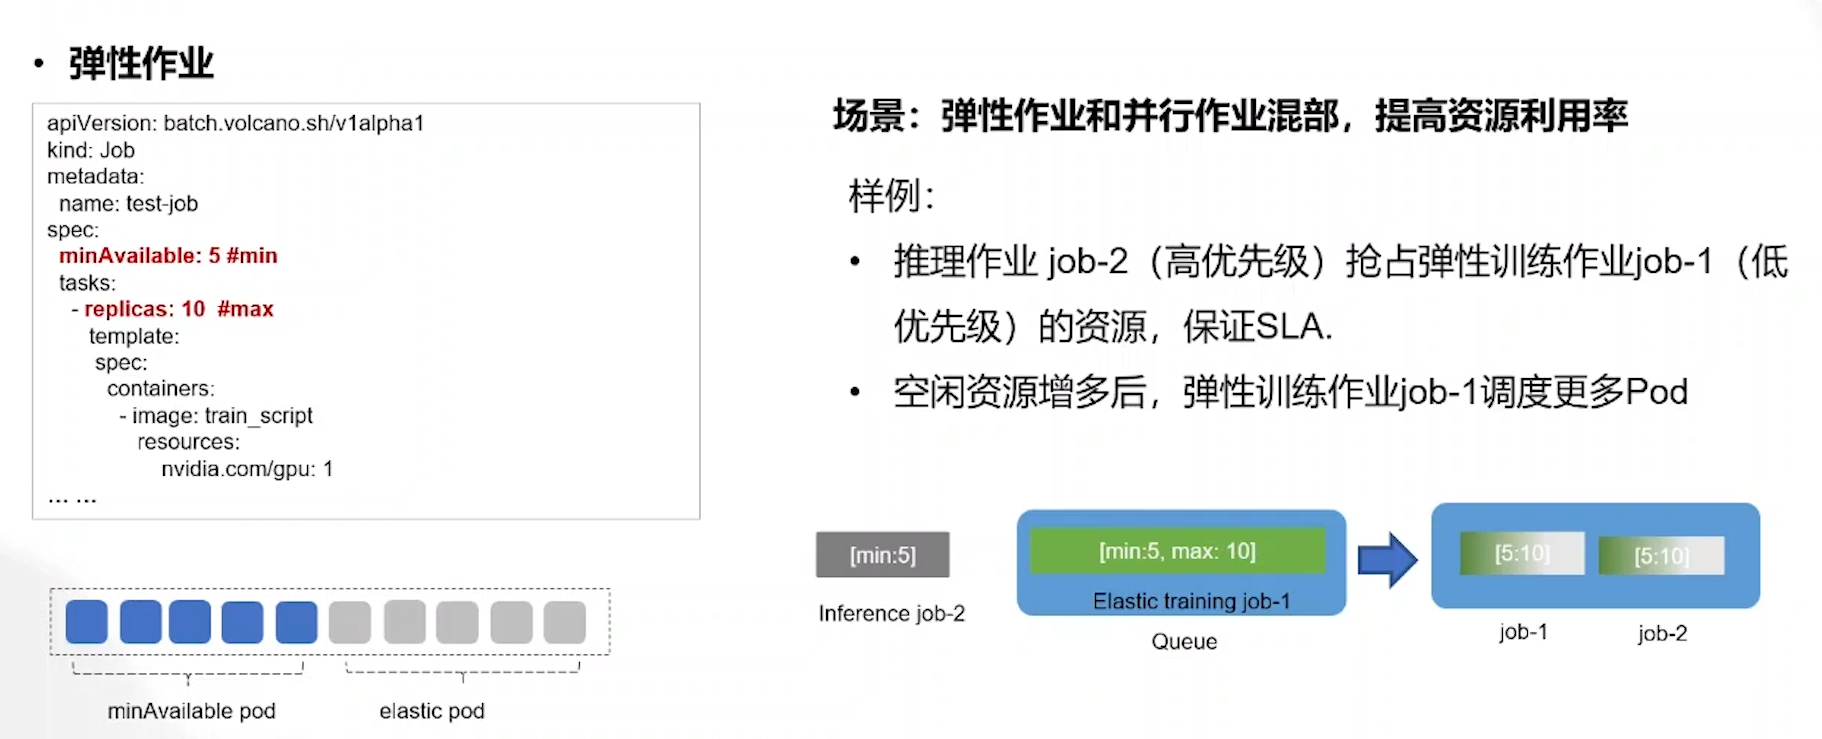 • 弹性作业
apiVersion: batch.volcano.sh/v1alpha1
kind: Job
metadata:
name: test-job
spec:
minAvailable: 5 #min
tasks:
- replicas: 10 #max
template:
spec:
containers:
- image: train_script
resources:
nvidia.com/gpu: 1
... ...
minAvailable pod
elastic pod
场景：弹性作业和并行作业混部，提高资源利用率
样例：
• 推理作业 job-2（高优先级）抢占弹性训练作业job-1（低
优先级）的资源，保证SLA.
• 空闲资源增多后，弹性训练作业job-1调度更多Pod
[min:5]
Inference job-2
[min:5, max: 10]
Elastic training job-1
Queue
[5:10]
[5:10]
job-1
job-2